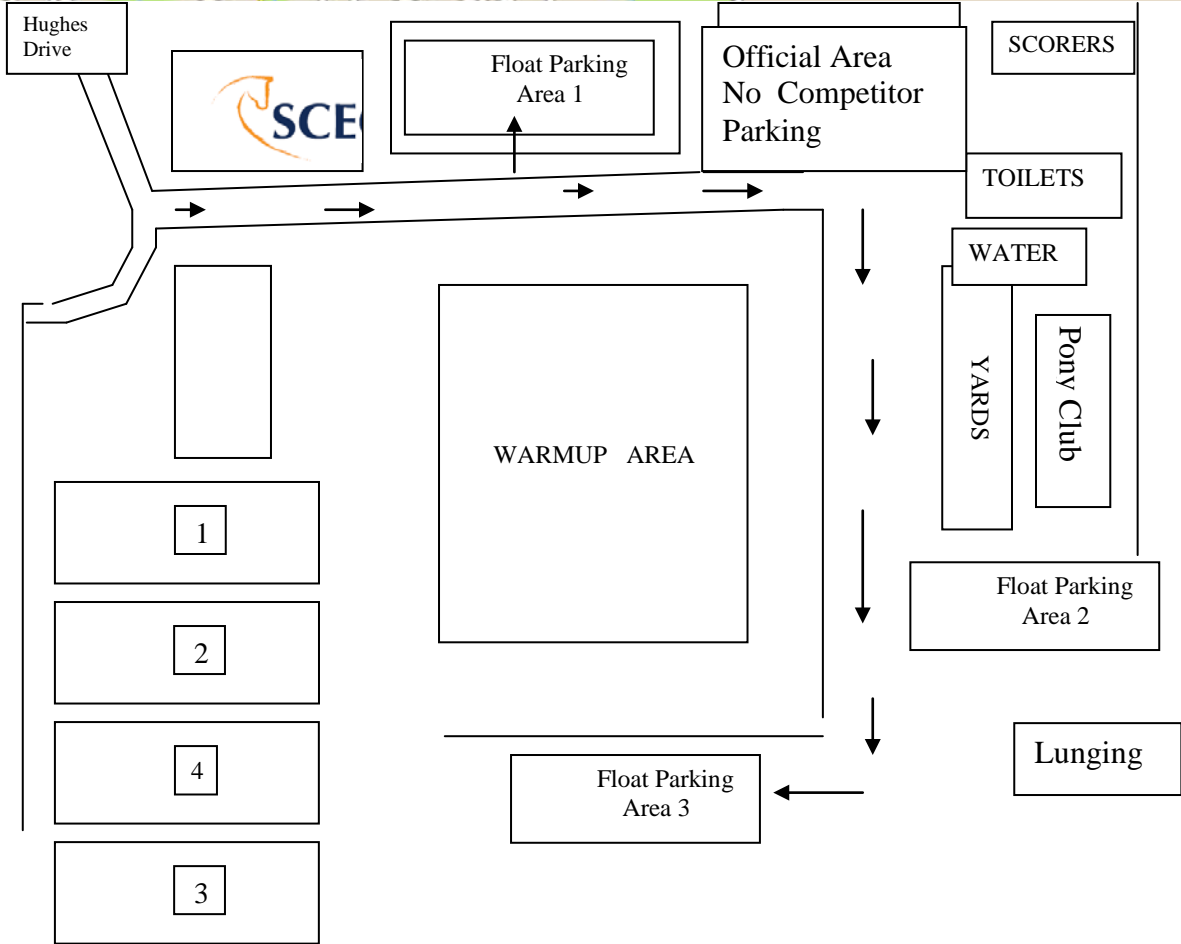 Hughes
Drive
SCE
Float Parking
Area 1
Official Area
No Competitor
Parking
SCORERS
TOILETS
WATER
YARDS
Pony Club
WARMUP AREA
1
2
4
3
Float Parking
Area 2
Lunging
Float Parking
Area 3